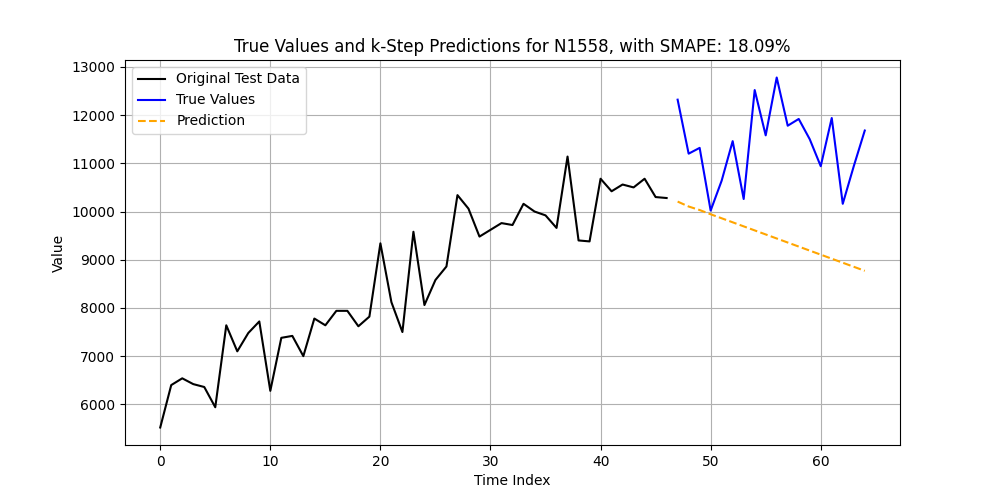 True Values and k-Step Predictions for N1558, with SMAPE: 18.09%
Original Test Data
True Values
Prediction
Value
13000
12000
11000
10000
9000
8000
7000
6000
0 10 20 30 40 50 60
Time Index